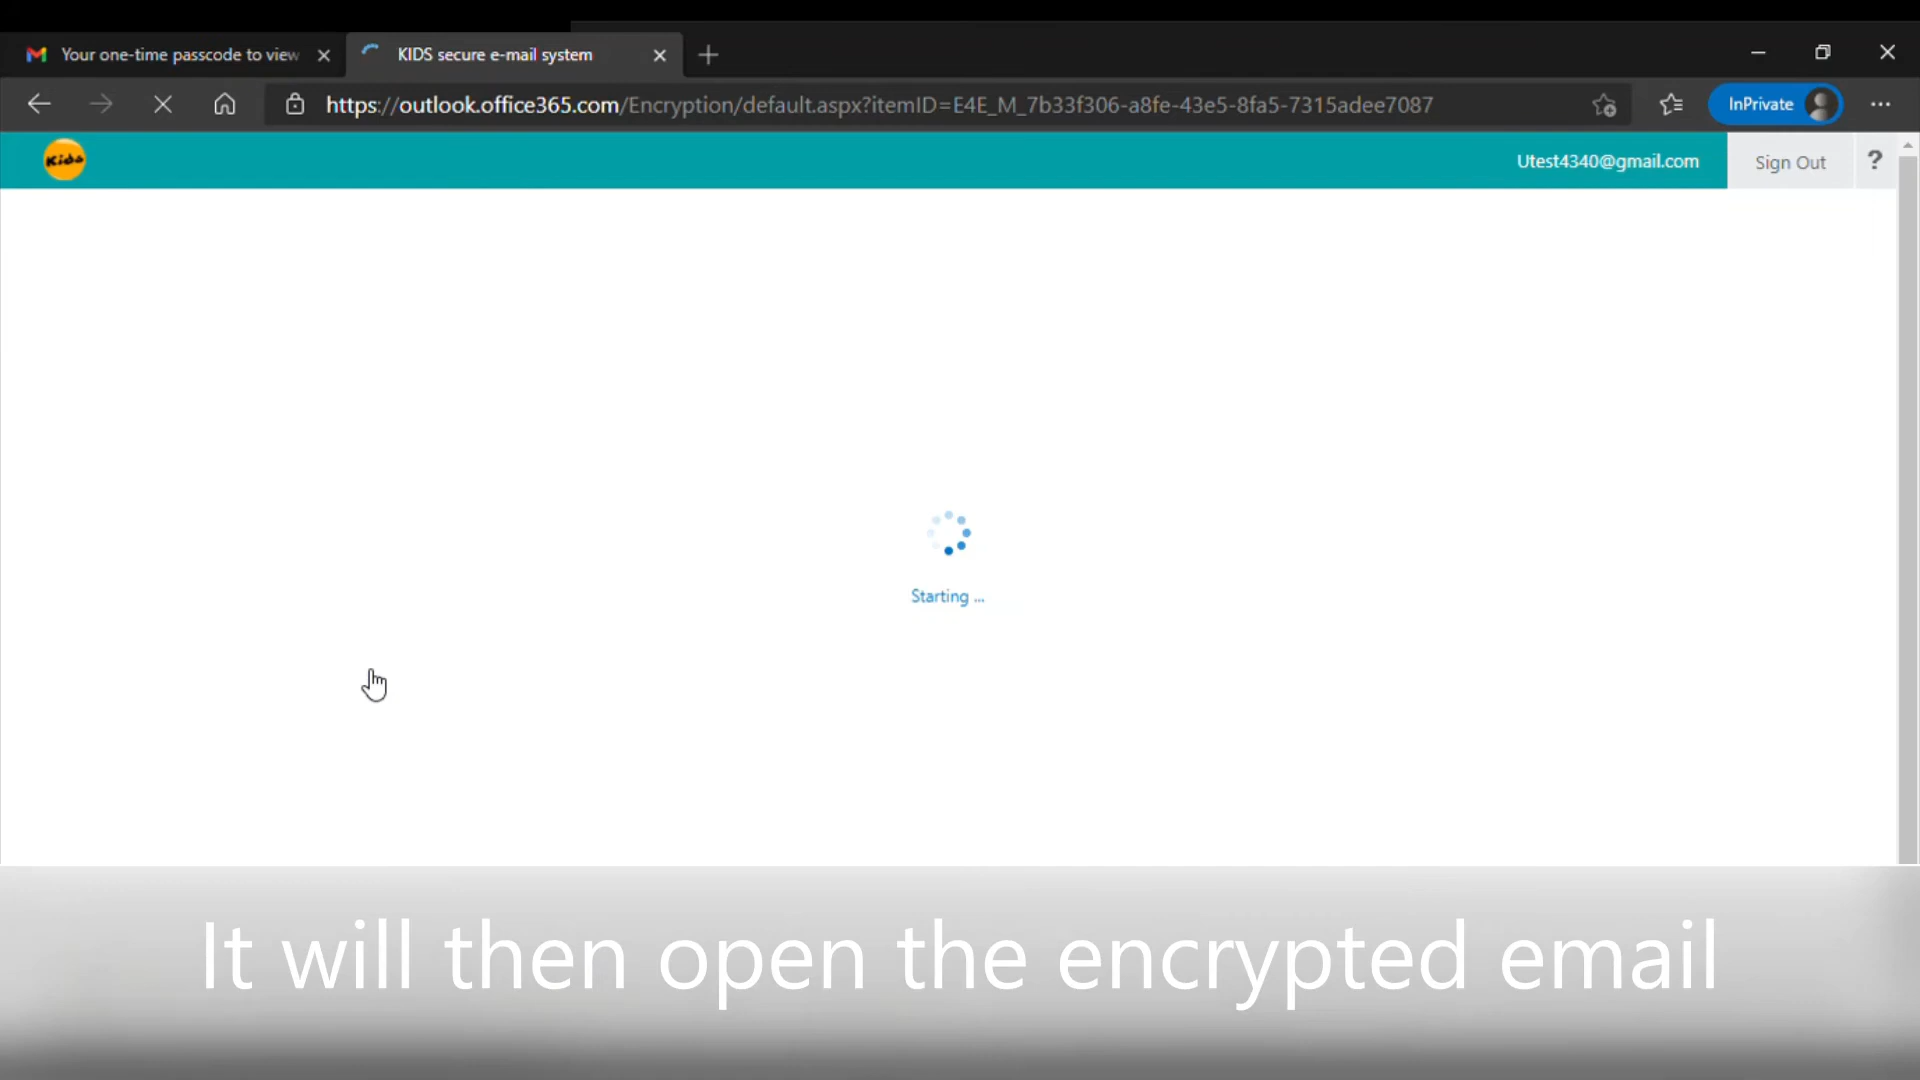 Your one-time passcode to view
KIDS secure e-mail system
https://outlook.office365.com/Encryption/default.aspx?itemID=E4E_M_7b33f306-a8fe-43e5-8fa5-7315adee7087
InPrivate
Kids
Utest4340@gmail.com
Sign Out
?
Starting ...
It will then open the encrypted email